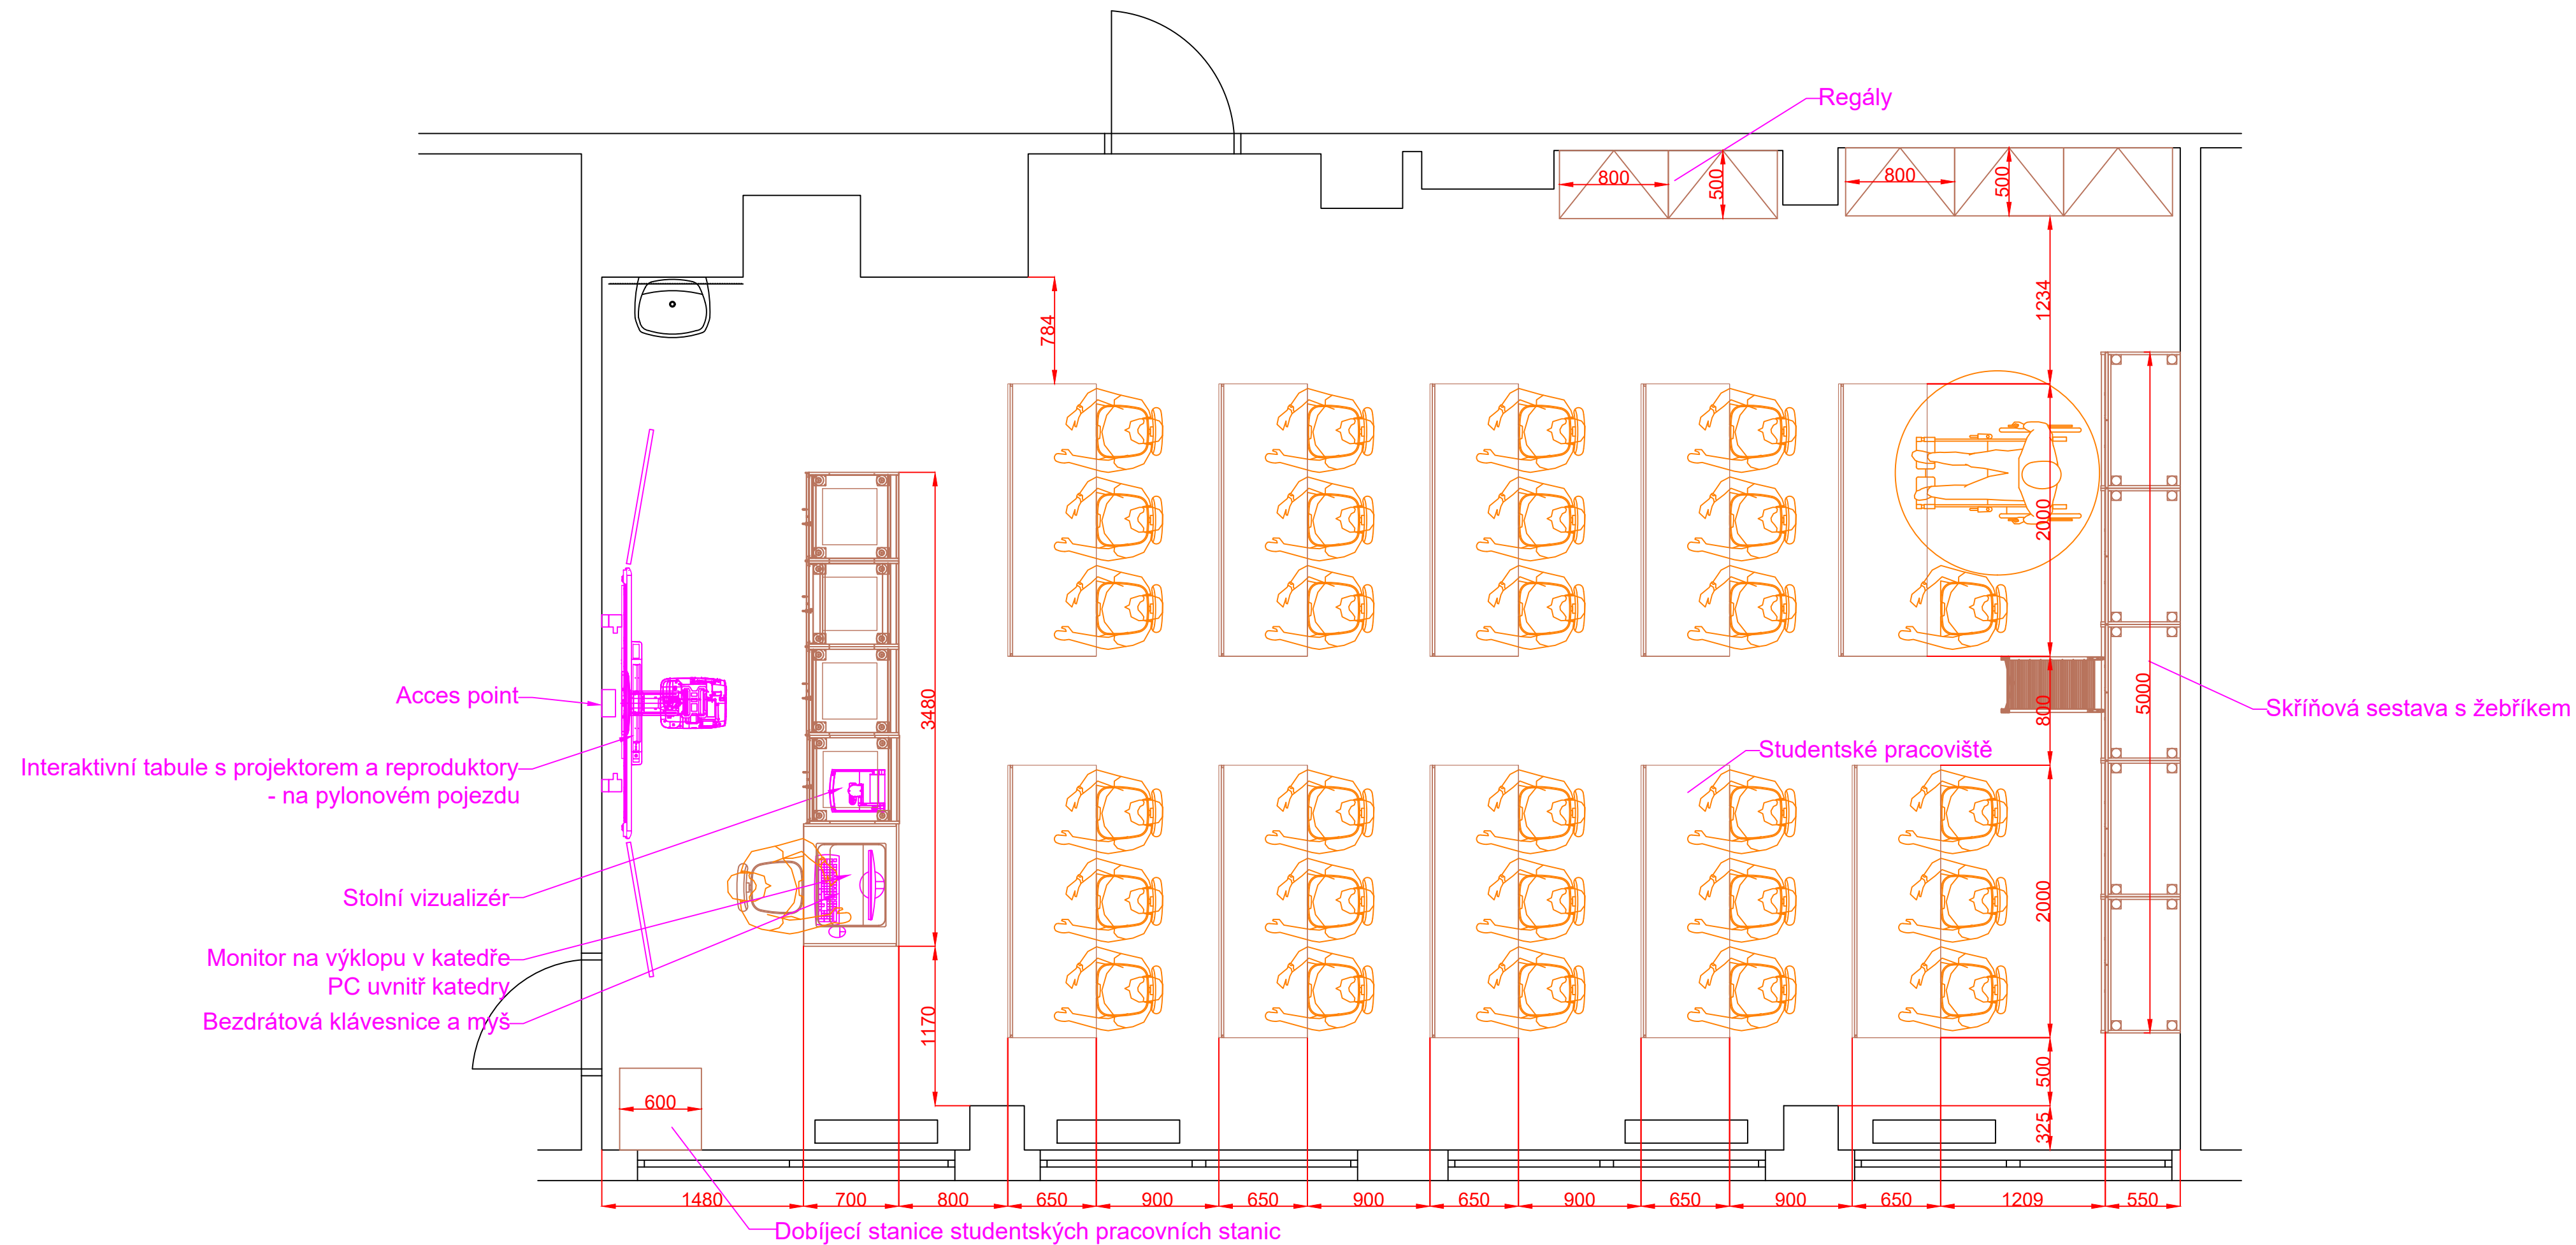 Regály
800
500
800
500
1234
784
2000
3480
Acces point
5000
800
Skříňová sestava s žebříkem
Studentské pracoviště
Interaktivní tabule s projektorem a reproduktory
- na pylonovém pojezdu
Stolní vizualizér
2000
Monitor na výklopu v katedře
PC uvnitř katedry
Bezdrátová klávesnice a myš
1170
500
600
325
1480
700
800
650
900
650
900
650
900
650
900
650
1209
550
Dobíjecí stanice studentských pracovních stanic